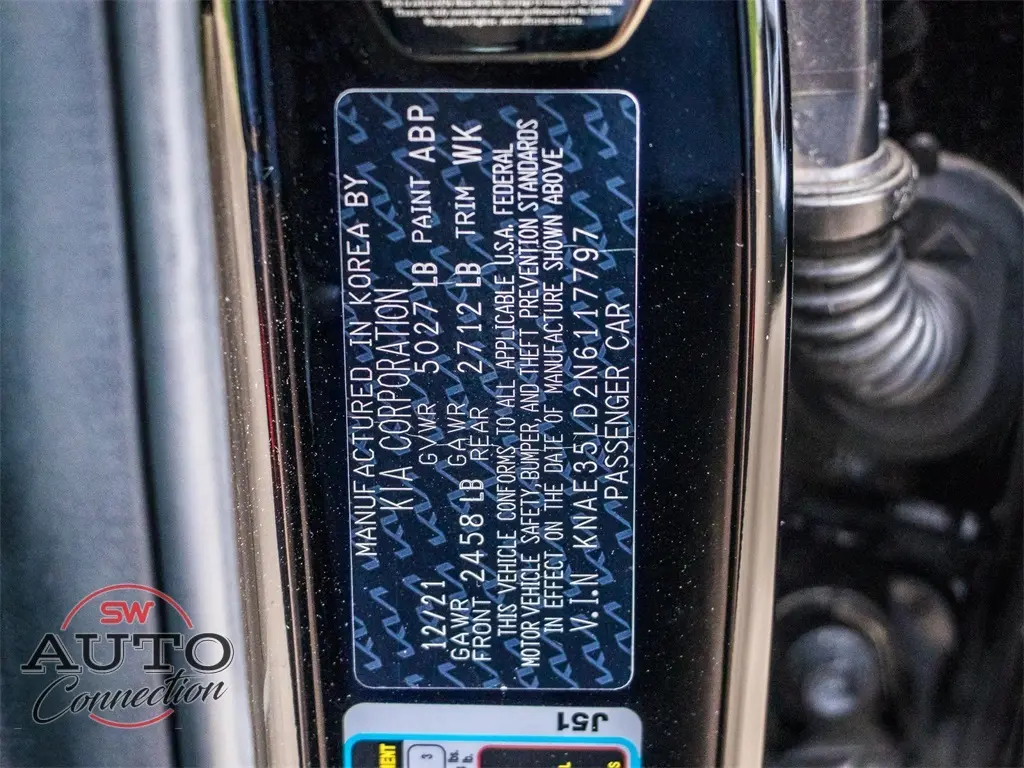 MANUFACTURED IN KOREA BY
KIA CORPORATION
12/21 GVWR 5027 LB PAINT ABP
GAWR FRONT 2458 LB GAWR REAR 2712 LB TRIM WK
THIS VEHICLE CONFORMS TO ALL APPLICABLE U.S.A. FEDERAL
MOTOR VEHICLE SAFETY, BUMPER, AND THEFT PREVENTION STANDARDS
IN EFFECT ON THE DATE OF MANUFACTURE SHOWN ABOVE
V.I.N KNAE35LD2N6117797
PASSENGER CAR
J51
3
SW
AUTO
Connection